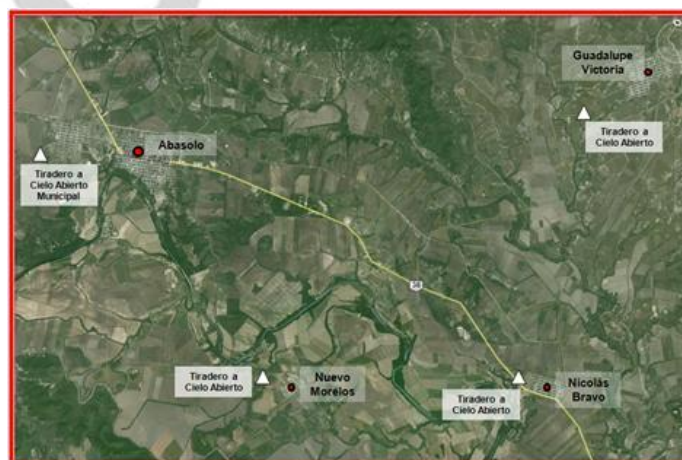 Guadalupe
Victoria
Tiradero a
Cielo Abierto
Abasolo
Tiradero a
Cielo Abierto
Municipal
58
Tiradero a
Cielo Abierto
Nuevo
Morelos
Tiradero a
Cielo Abierto
Nicolás
Bravo